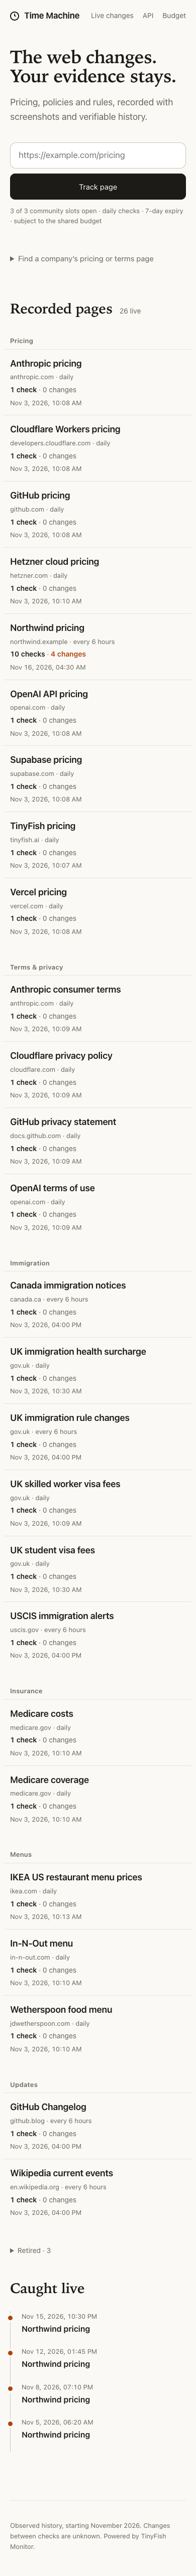 Time Machine
Live changes API Budget
The web changes.
Your evidence stays.
Pricing, policies and rules, recorded with
screenshots and verifiable history.
https://example.com/pricing
Track page
3 of 3 community slots open · daily checks · 7-day expiry
· subject to the shared budget
Find a company's pricing or terms page
Recorded pages 26 live
Pricing
Anthropic pricing
anthropic.com · daily
1 check · 0 changes
Nov 3, 2026, 10:08 AM
Cloudflare Workers pricing
developers.cloudflare.com · daily
1 check · 0 changes
Nov 3, 2026, 10:08 AM
GitHub pricing
github.com · daily
1 check · 0 changes
Nov 3, 2026, 10:08 AM
Hetzner cloud pricing
hetzner.com · daily
1 check · 0 changes
Nov 3, 2026, 10:10 AM
Northwind pricing
northwind.example · every 6 hours
10 checks · 4 changes
Nov 16, 2026, 04:30 AM
OpenAI API pricing
openai.com · daily
1 check · 0 changes
Nov 3, 2026, 10:08 AM
Supabase pricing
supabase.com · daily
1 check · 0 changes
Nov 3, 2026, 10:08 AM
TinyFish pricing
tinyfish.ai · daily
1 check · 0 changes
Nov 3, 2026, 10:07 AM
Vercel pricing
vercel.com · daily
1 check · 0 changes
Nov 3, 2026, 10:08 AM
Terms & privacy
Anthropic consumer terms
anthropic.com · daily
1 check · 0 changes
Nov 3, 2026, 10:09 AM
Cloudflare privacy policy
cloudflare.com · daily
1 check · 0 changes
Nov 3, 2026, 10:09 AM
GitHub privacy statement
docs.github.com · daily
1 check · 0 changes
Nov 3, 2026, 10:09 AM
OpenAI terms of use
openai.com · daily
1 check · 0 changes
Nov 3, 2026, 10:09 AM
Immigration
Canada immigration notices
canada.ca · every 6 hours
1 check · 0 changes
Nov 3, 2026, 04:00 PM
UK immigration health surcharge
gov.uk · daily
1 check · 0 changes
Nov 3, 2026, 10:30 AM
UK immigration rule changes
gov.uk · every 6 hours
1 check · 0 changes
Nov 3, 2026, 04:00 PM
UK skilled worker visa fees
gov.uk · daily
1 check · 0 changes
Nov 3, 2026, 10:09 AM
UK student visa fees
gov.uk · daily
1 check · 0 changes
Nov 3, 2026, 10:30 AM
USCIS immigration alerts
uscis.gov · every 6 hours
1 check · 0 changes
Nov 3, 2026, 04:00 PM
Insurance
Medicare costs
medicare.gov · daily
1 check · 0 changes
Nov 3, 2026, 10:10 AM
Medicare coverage
medicare.gov · daily
1 check · 0 changes
Nov 3, 2026, 10:10 AM
Menus
IKEA US restaurant menu prices
ikea.com · daily
1 check · 0 changes
Nov 3, 2026, 10:13 AM
In-N-Out menu
in-n-out.com · daily
1 check · 0 changes
Nov 3, 2026, 10:10 AM
Wetherspoon food menu
jdwetherspoon.com · daily
1 check · 0 changes
Nov 3, 2026, 10:10 AM
Updates
GitHub Changelog
github.blog · every 6 hours
1 check · 0 changes
Nov 3, 2026, 04:00 PM
Wikipedia current events
en.wikipedia.org · every 6 hours
1 check · 0 changes
Nov 3, 2026, 04:00 PM
Retired · 3
Caught live
Nov 15, 2026, 10:30 PM
Northwind pricing
Nov 12, 2026, 01:45 PM
Northwind pricing
Nov 8, 2026, 07:10 PM
Northwind pricing
Nov 5, 2026, 06:20 AM
Northwind pricing
Observed history, starting November 2026. Changes
between checks are unknown. Powered by TinyFish
Monitor.